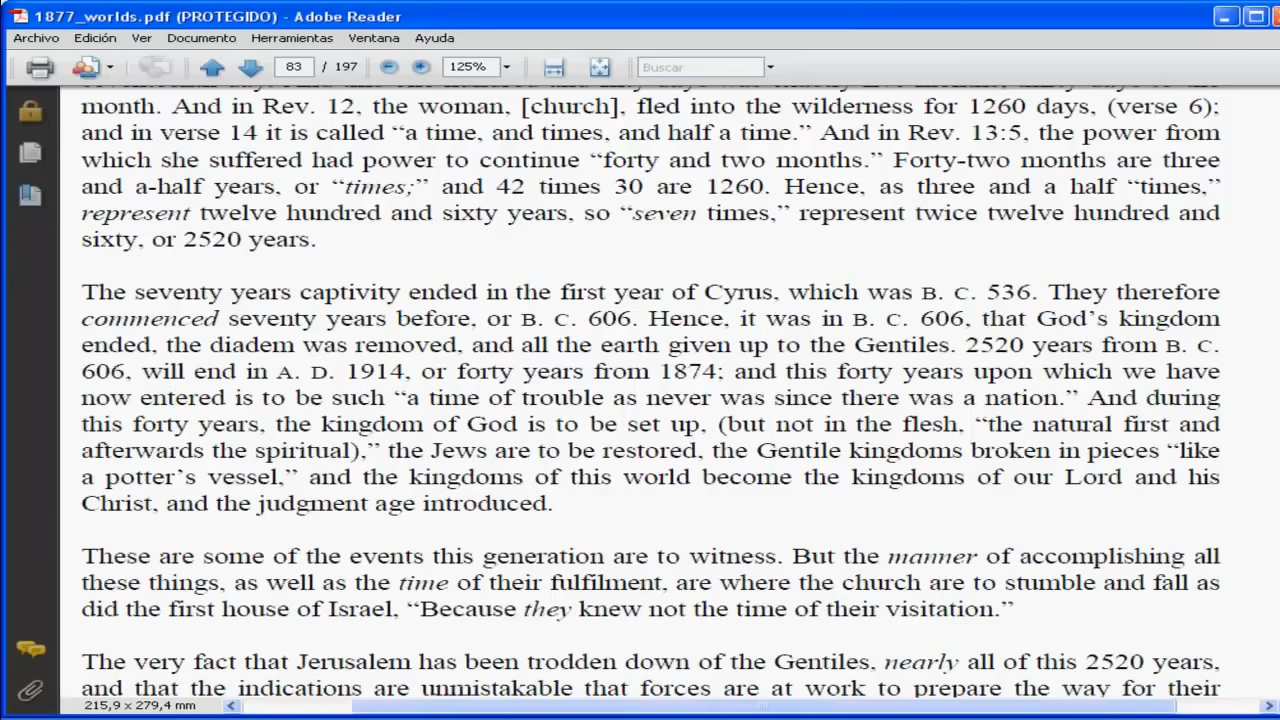 1877_worlds.pdf (PROTEGIDO) - Adobe Reader
Archivo Edición Ver Documento Herramientas Ventana Ayuda
83 / 197 125% Buscar
month. And in Rev. 12, the woman, [church], fled into the wilderness for 1260 days, (verse 6);
and in verse 14 it is called “a time, and times, and half a time.” And in Rev. 13:5, the power from
which she suffered had power to continue “forty and two months.” Forty-two months are three
and a-half years, or “times;” and 42 times 30 are 1260. Hence, as three and a half “times,”
represent twelve hundred and sixty years, so “seven times,” represent twice twelve hundred and
sixty, or 2520 years.
The seventy years captivity ended in the first year of Cyrus, which was B. C. 536. They therefore
commenced seventy years before, or B. C. 606. Hence, it was in B. C. 606, that God’s kingdom
ended, the diadem was removed, and all the earth given up to the Gentiles. 2520 years from B. C.
606, will end in A. D. 1914, or forty years from 1874; and this forty years upon which we have
now entered is to be such “a time of trouble as never was since there was a nation.” And during
this forty years, the kingdom of God is to be set up, (but not in the flesh, “the natural first and
afterwards the spiritual),” the Jews are to be restored, the Gentile kingdoms broken in pieces “like
a potter’s vessel,” and the kingdoms of this world become the kingdoms of our Lord and his
Christ, and the judgment age introduced.
These are some of the events this generation are to witness. But the manner of accomplishing all
these things, as well as the time of their fulfilment, are where the church are to stumble and fall as
did the first house of Israel, “Because they knew not the time of their visitation.”
The very fact that Jerusalem has been trodden down of the Gentiles, nearly all of this 2520 years,
and that the indications are unmistakable that forces are at work to prepare the way for their
215,9 x 279,4 mm